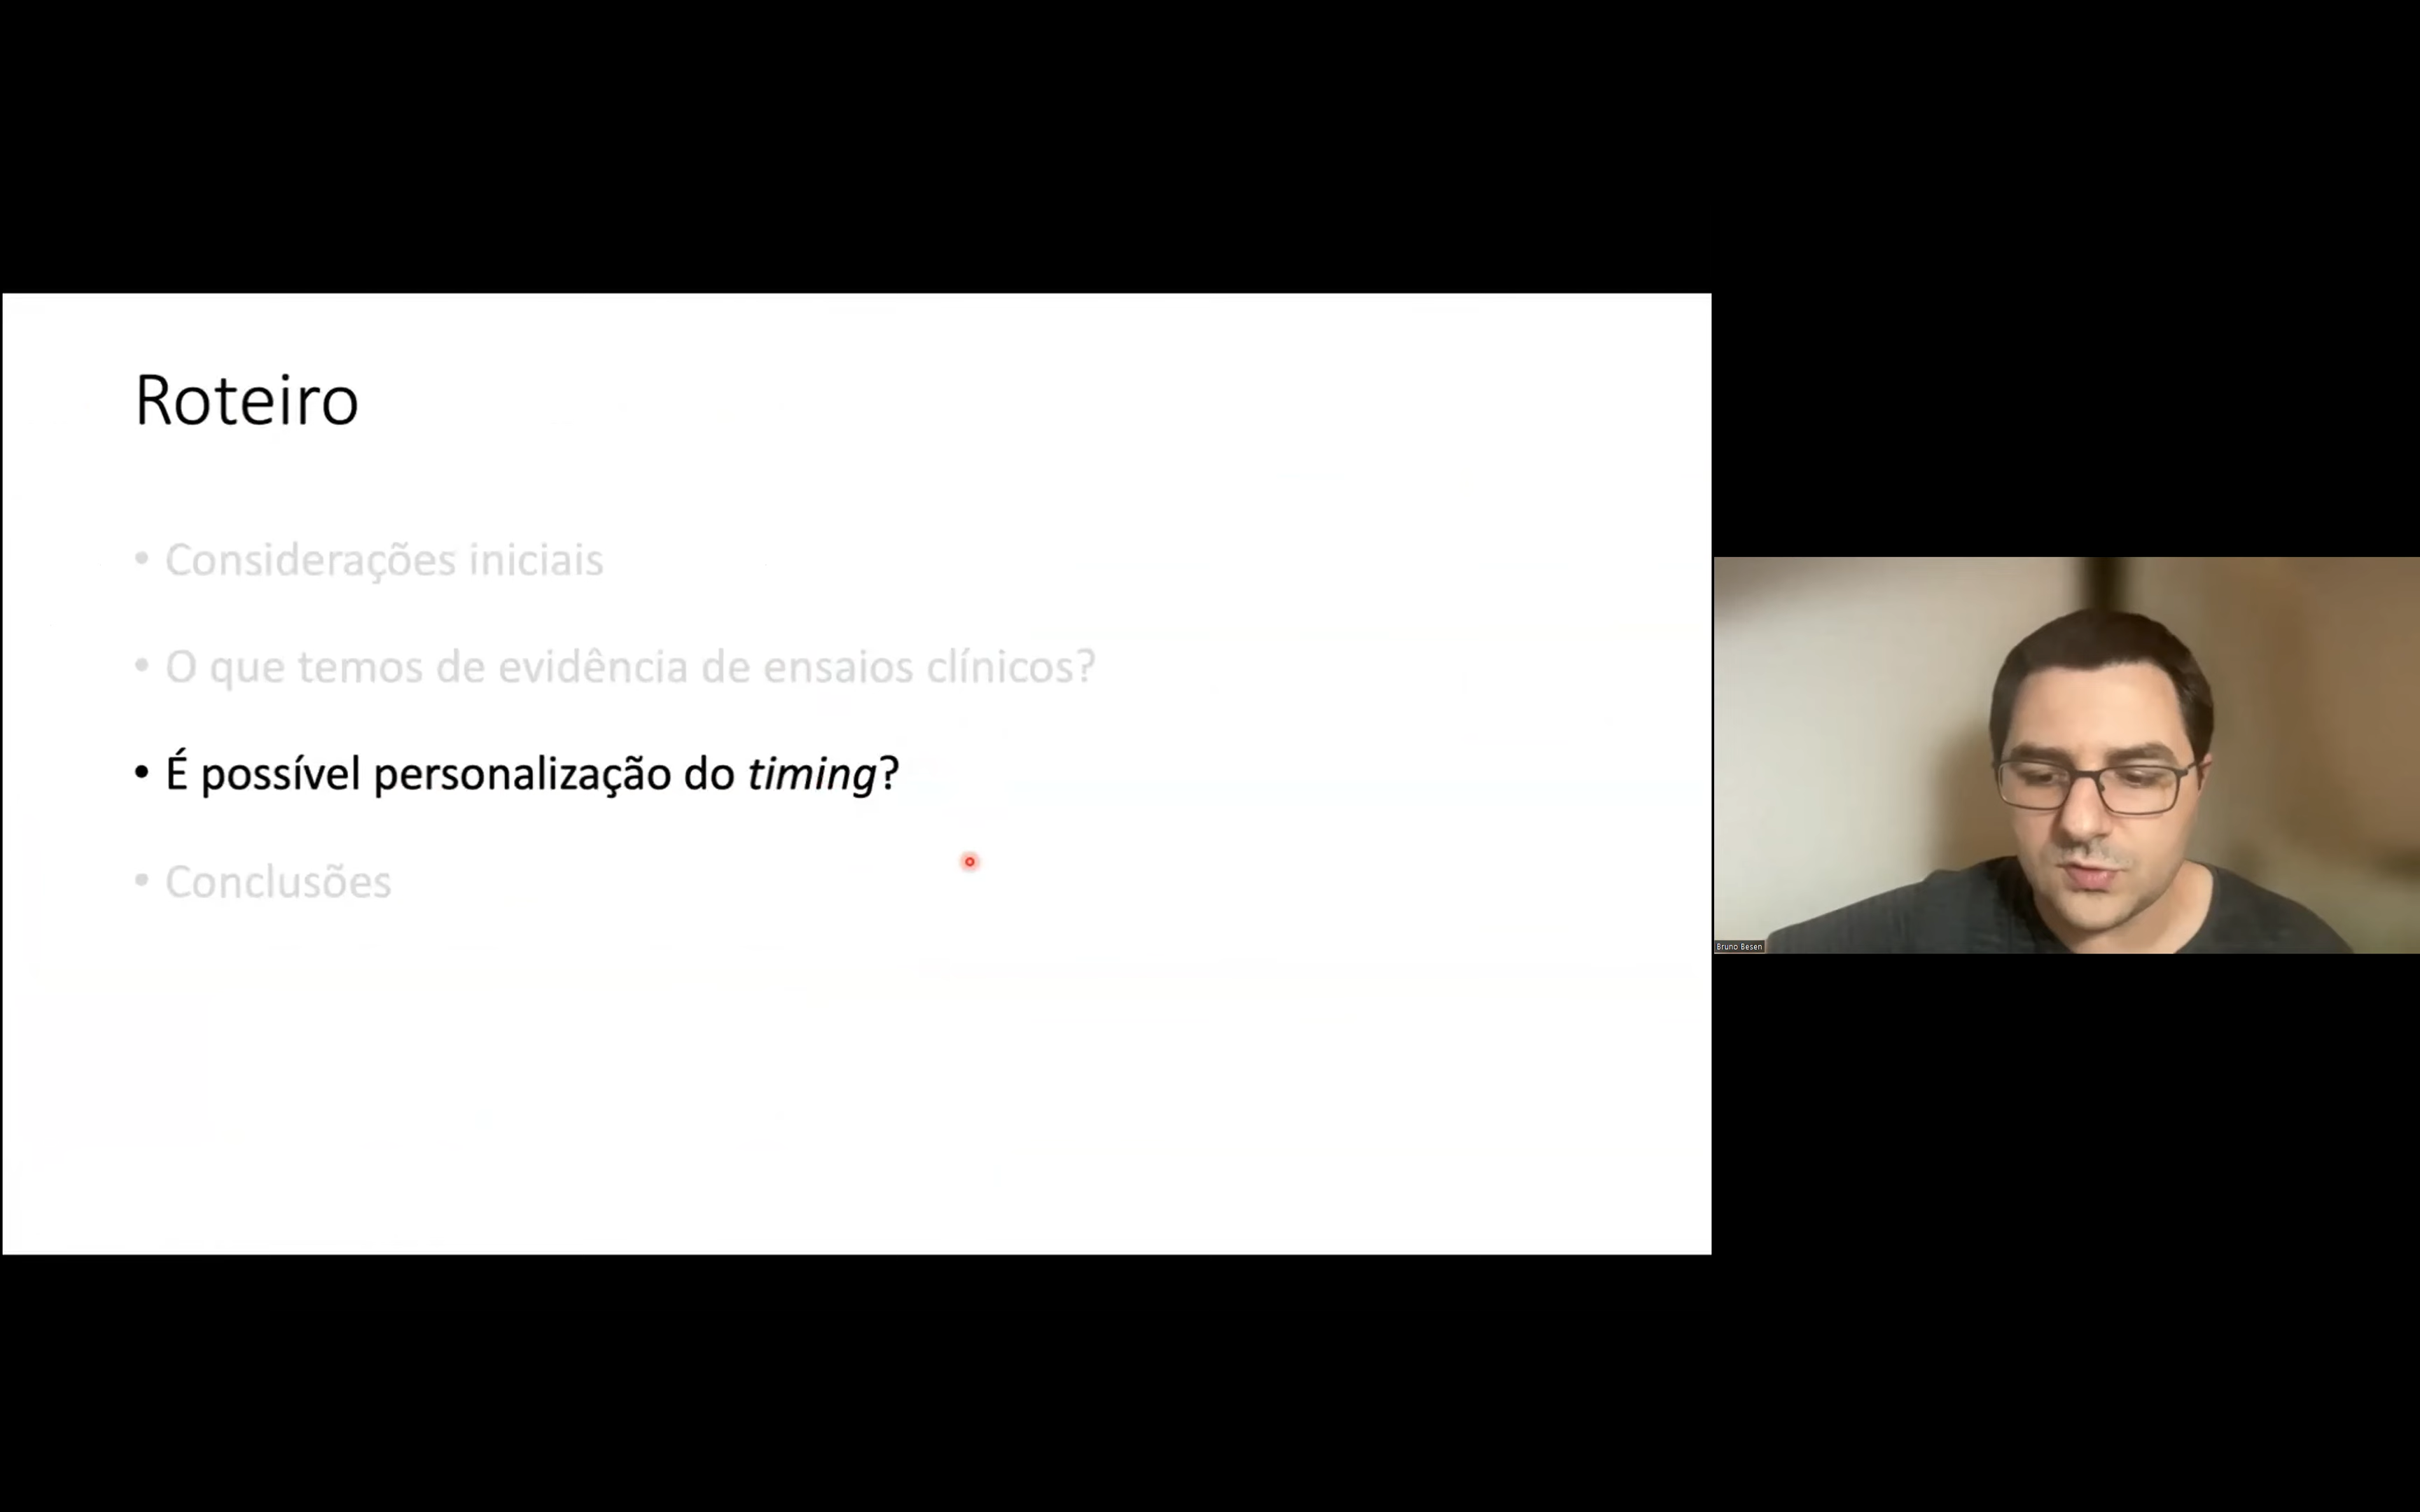 Roteiro
• Considerações iniciais
• O que temos de evidência de ensaios clínicos?
• É possível personalização do timing?
• Conclusões
Bruno Besen